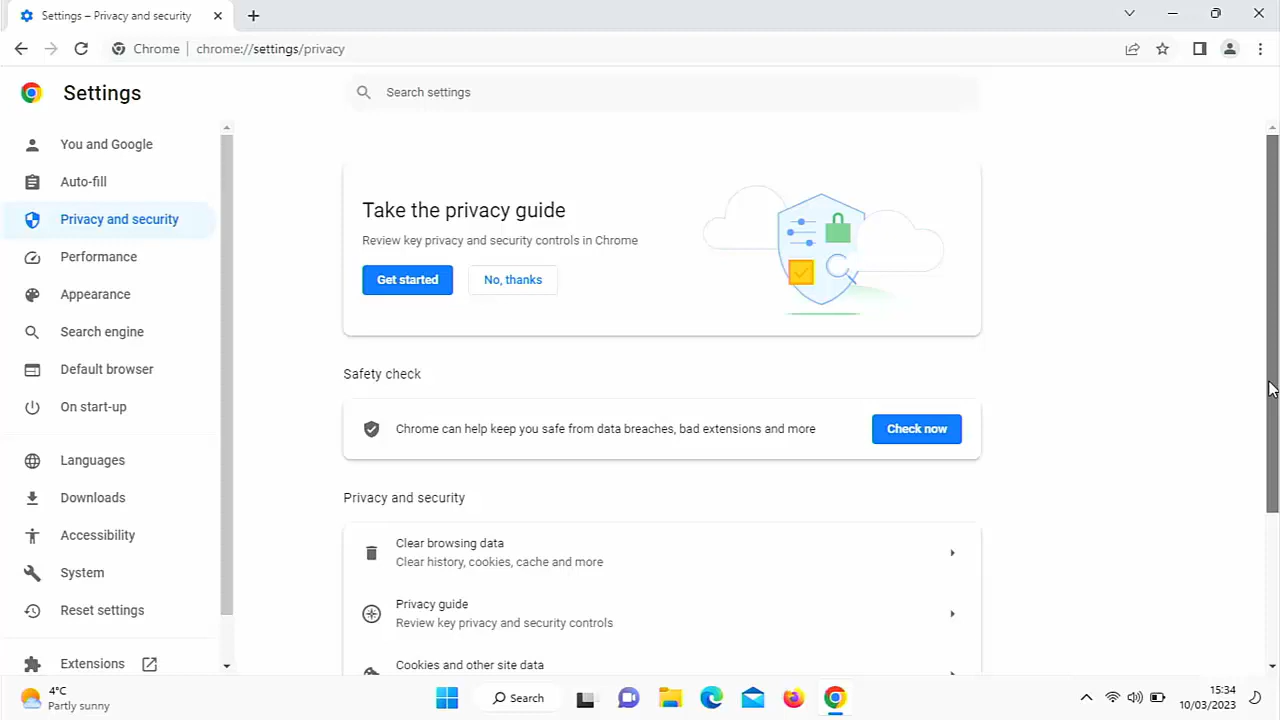 Settings – Privacy and security
Chrome
chrome://settings/privacy
Settings
Search settings
You and Google
Auto-fill
Privacy and security
Performance
Appearance
Search engine
Default browser
On start-up
Languages
Downloads
Accessibility
System
Reset settings
Extensions
Take the privacy guide
Review key privacy and security controls in Chrome
Get started
No, thanks
Safety check
Chrome can help keep you safe from data breaches, bad extensions and more
Check now
Privacy and security
Clear browsing data
Clear history, cookies, cache and more
Privacy guide
Review key privacy and security controls
Cookies and other site data
4°C
Partly sunny
Search
15:34
10/03/2023